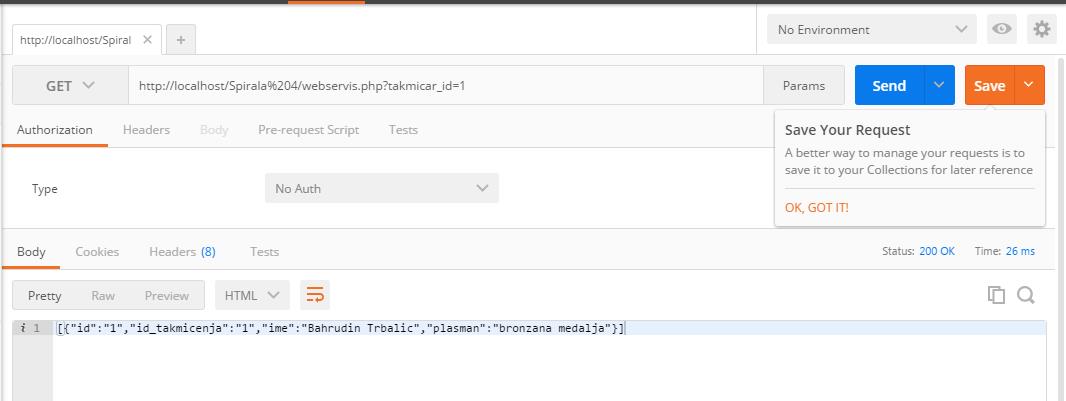 http://localhost/Spiral
No Environment
GET http://localhost/Spirala%204/webservis.php?takmicar_id=1 Params Send Save
Authorization Headers Body Pre-request Script Tests
Save Your Request
A better way to manage your requests is to
save it to your Collections for later reference
OK, GOT IT!
Type No Auth
Body Cookies Headers (8) Tests Status: 200 OK Time: 26 ms
Pretty Raw Preview HTML
i 1 [{"id":"1","id_takmicenja":"1","ime":"Bahrudin Trbalic","plasman":"bronzana medalja"}]